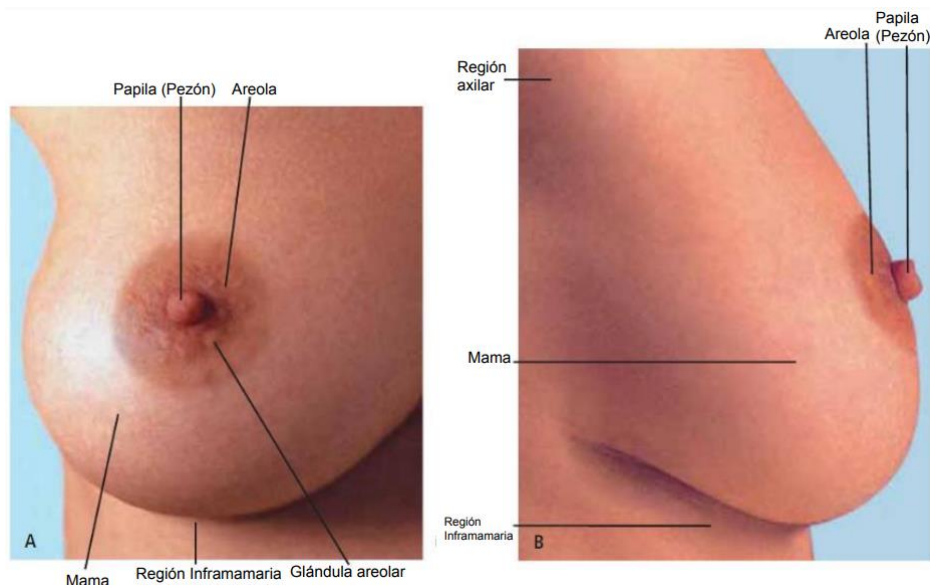 Papila (Pezón)
Areola
Glándula areolar
Región Inframamaria
Mama
A
Papila
(Pezón)
Areola
Región
axilar
Mama
Región
Inframamaria
B